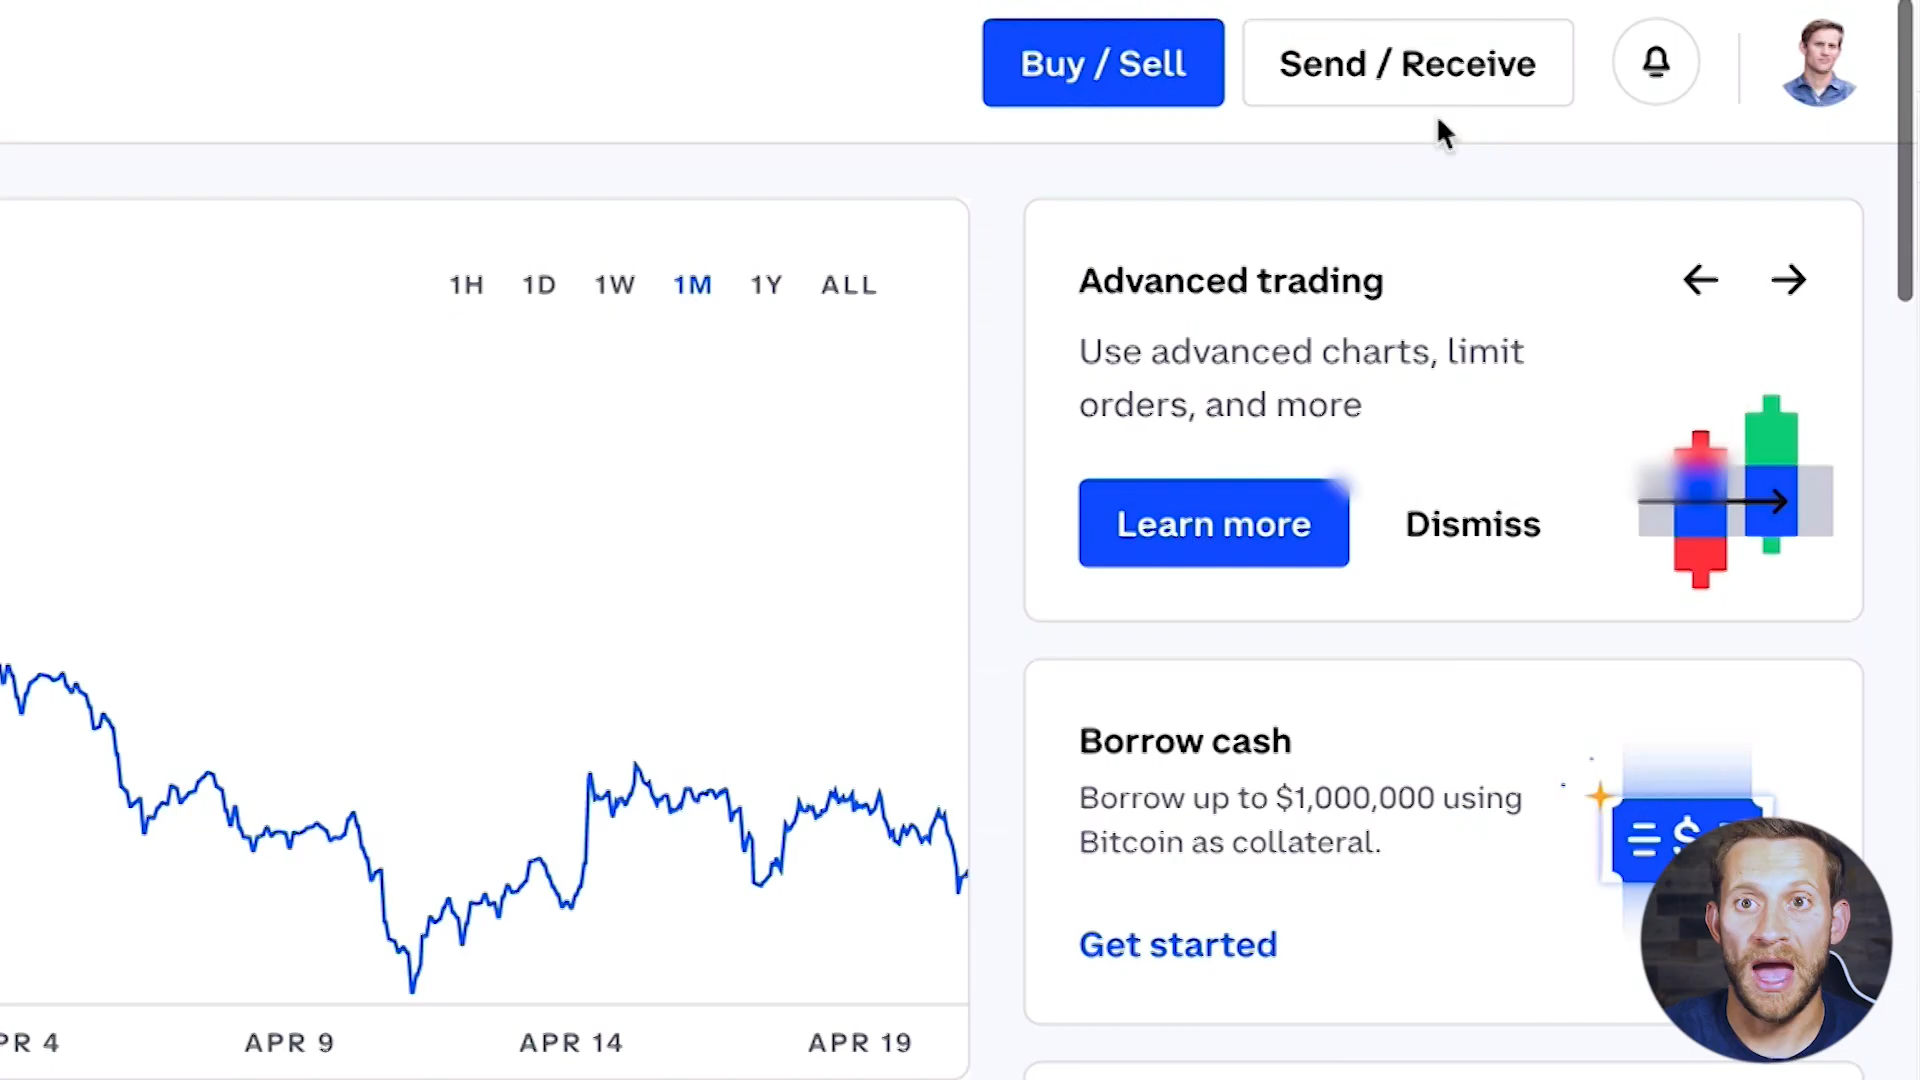 Buy / Sell
Send / Receive
1H 1D 1W 1M 1Y ALL
Advanced trading
Use advanced charts, limit
orders, and more
Learn more
Dismiss
Borrow cash
Borrow up to $1,000,000 using
Bitcoin as collateral.
$
Get started
PR 4 APR 9 APR 14 APR 19